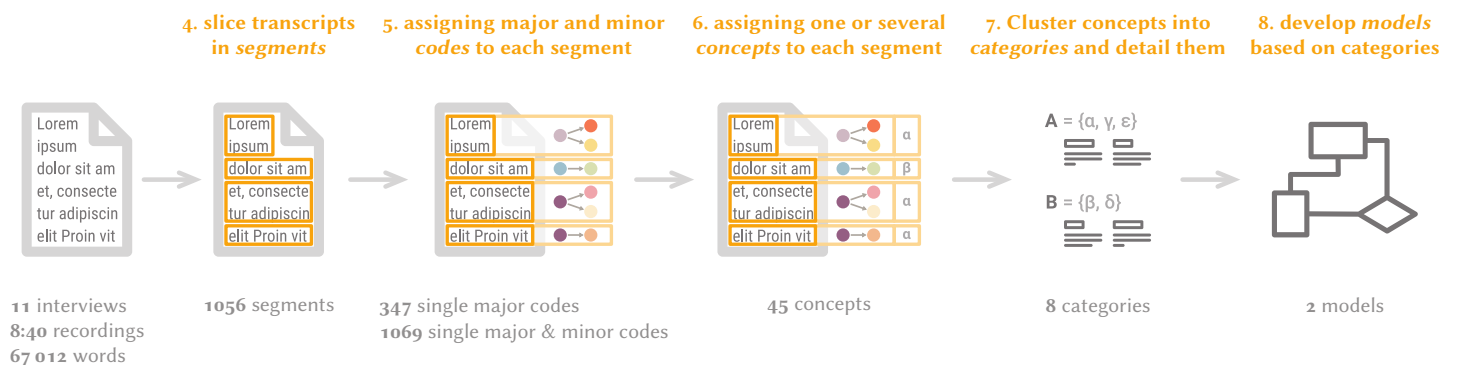 4. slice transcripts
in segments
5. assigning major and minor
codes to each segment
6. assigning one or several
concepts to each segment
7. Cluster concepts into
categories and detail them
8. develop models
based on categories
Lorem
ipsum
dolor sit am
et, consecte
tur adipiscin
elit Proin vit
Lorem
ipsum
dolor sit am
et, consecte
tur adipiscin
elit Proin vit
Lorem
ipsum
dolor sit am
et, consecte
tur adipiscin
elit Proin vit
Lorem
ipsum
dolor sit am
et, consecte
tur adipiscin
elit Proin vit
α
β
α
α
A = {α, γ, ε}
B = {β, δ}
11 interviews
8:40 recordings
67 012 words
1056 segments
347 single major codes
1069 single major & minor codes
45 concepts
8 categories
2 models